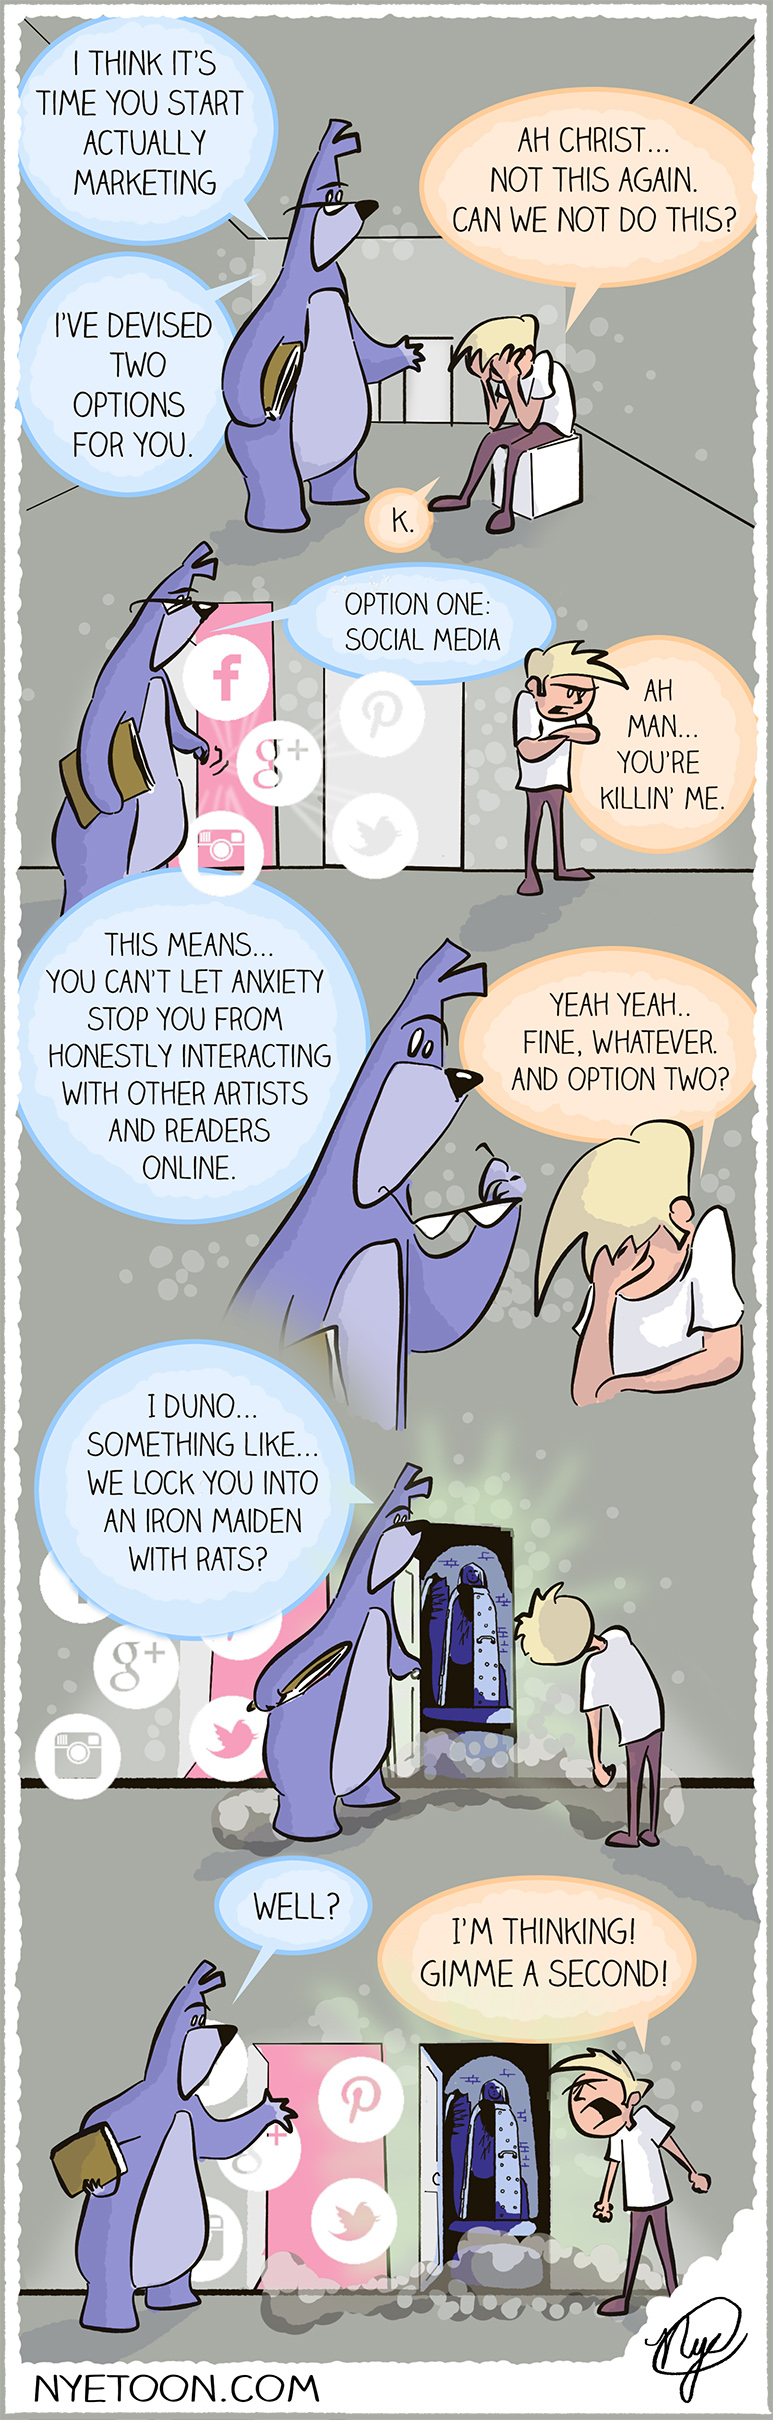 I THINK IT'S
TIME YOU START
ACTUALLY
MARKETING
AH CHRIST...
NOT THIS AGAIN.
CAN WE NOT DO THIS?
I'VE DEVISED
TWO
OPTIONS
FOR YOU.
K.
OPTION ONE:
SOCIAL MEDIA
f
g+
AH
MAN...
YOU'RE
KILLIN' ME.
THIS MEANS...
YOU CAN'T LET ANXIETY
STOP YOU FROM
HONESTLY INTERACTING
WITH OTHER ARTISTS
AND READERS
ONLINE.
YEAH YEAH..
FINE, WHATEVER.
AND OPTION TWO?
I DUNO...
SOMETHING LIKE...
WE LOCK YOU INTO
AN IRON MAIDEN
WITH RATS?
g+
WELL?
I'M THINKING!
GIMME A SECOND!
g+
Nye
NYETOON.COM